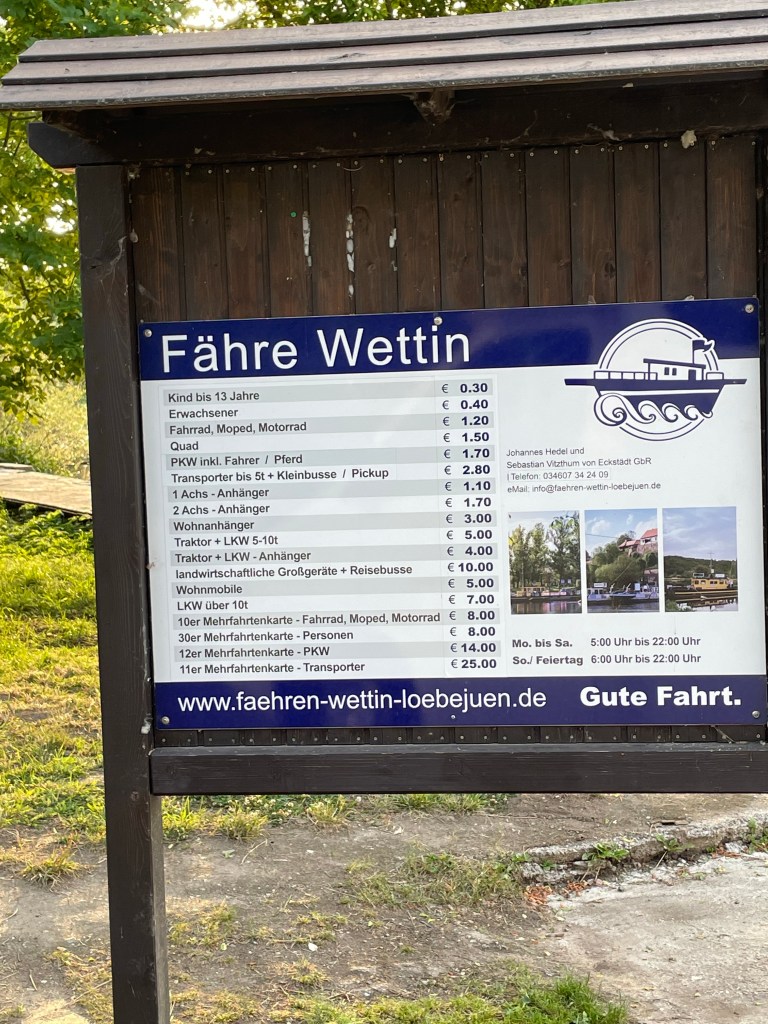 Fähre Wettin
Kind bis 13 Jahre € 0.30
Erwachsener € 0.40
Fahrrad, Moped, Motorrad € 1.20
Quad € 1.50
PKW inkl. Fahrer / Pferd € 1.70
Transporter bis 5t + Kleinbusse / Pickup € 2.80
1 Achs - Anhänger € 1.10
2 Achs - Anhänger € 1.70
Wohnanhänger € 3.00
Traktor + LKW 5-10t € 5.00
Traktor + LKW - Anhänger € 4.00
landwirtschaftliche Großgeräte + Reisebusse € 10.00
Wohnmobile € 5.00
LKW über 10t € 7.00
10er Mehrfahrtenkarte - Fahrrad, Moped, Motorrad € 8.00
30er Mehrfahrtenkarte - Personen € 8.00
12er Mehrfahrtenkarte - PKW € 14.00
11er Mehrfahrtenkarte - Transporter € 25.00
Johannes Hedel und
Sebastian Vitzthum von Eckstädt GbR
| Telefon: 034607 34 24 09
eMail: info@faehren-wettin-loebejuen.de
Mo. bis Sa. 5:00 Uhr bis 22:00 Uhr
So./ Feiertag 6:00 Uhr bis 22:00 Uhr
www.faehren-wettin-loebejuen.de Gute Fahrt.